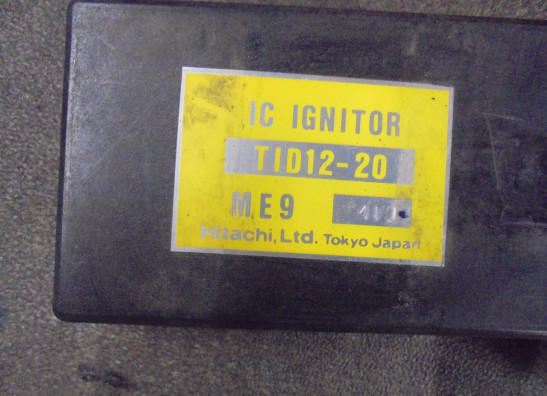 IC IGNITOR
TID12-20
ME9
Hitachi, Ltd. Tokyo Japan